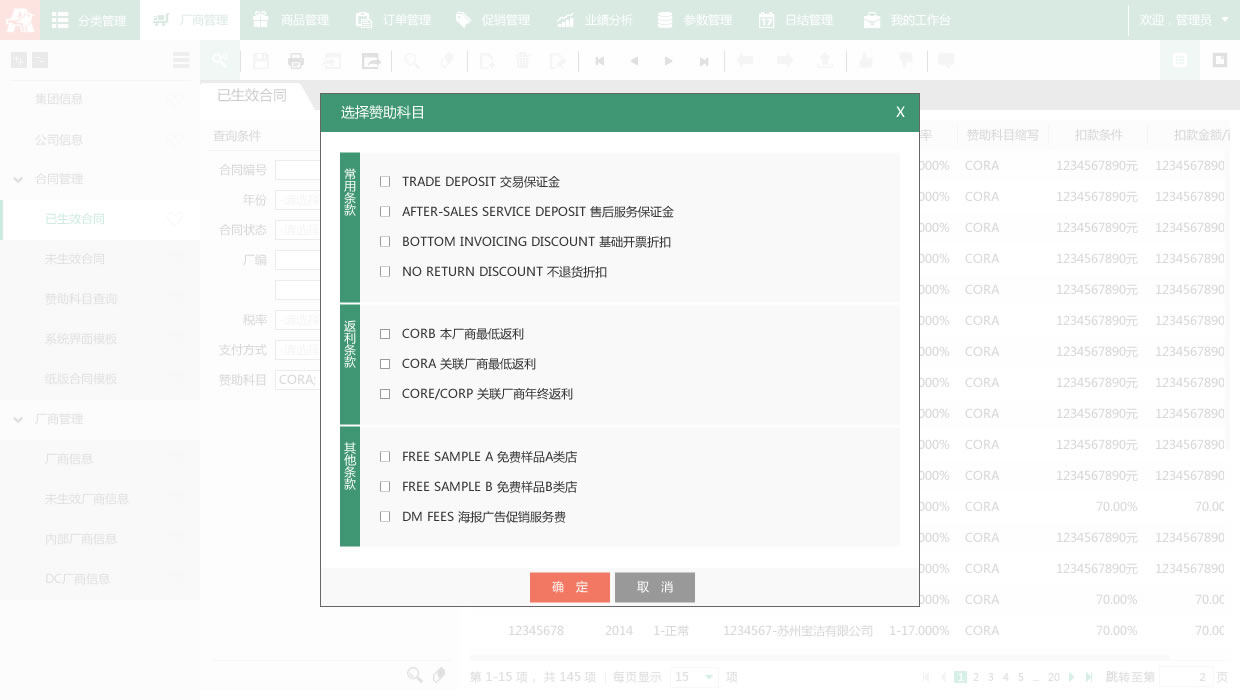 分类管理 厂商管理 商品管理 订单管理 促销管理 业绩分析 参数管理 日结管理 我的工作台 欢迎，管理员
集团信息
公司信息
合同管理
已生效合同
未生效合同
赞助科目查询
系统界面模板
纸版合同模板
厂商管理
厂商信息
未生效厂商信息
内部厂商信息
DC厂商信息
已生效合同
查询条件
合同编号
年份
合同状态
厂编
税率
支付方式
赞助科目 CORA;
选择赞助科目 X
常用条款
TRADE DEPOSIT 交易保证金
AFTER-SALES SERVICE DEPOSIT 售后服务保证金
BOTTOM INVOICING DISCOUNT 基础开票折扣
NO RETURN DISCOUNT 不退货折扣
返利条款
CORB 本厂商最低返利
CORA 关联厂商最低返利
CORE/CORP 关联厂商年终返利
其他条款
FREE SAMPLE A 免费样品A类店
FREE SAMPLE B 免费样品B类店
DM FEES 海报广告促销服务费
确 定 取 消
率 赞助科目缩写 扣款条件 扣款金额/
000% CORA 1234567890元 1234567890
000% CORA 1234567890元 1234567890
000% CORA 1234567890元 1234567890
000% CORA 1234567890元 1234567890
000% CORA 1234567890元 1234567890
000% CORA 1234567890元 1234567890
000% CORA 1234567890元 1234567890
000% CORA 1234567890元 1234567890
000% CORA 1234567890元 1234567890
000% CORA 1234567890元 1234567890
000% CORA 1234567890元 1234567890
000% CORA 70.00% 70.00
000% CORA 1234567890元 1234567890
000% CORA 1234567890元 1234567890
000% CORA 70.00% 70.00
12345678 2014 1-正常 1234567-苏州宝洁有限公司 1-17.000% CORA 70.00% 70.00
第 1-15 项 ，共 145 项 每页显示 15 项 1 2 3 4 5 ... 20 跳转至第 2 页